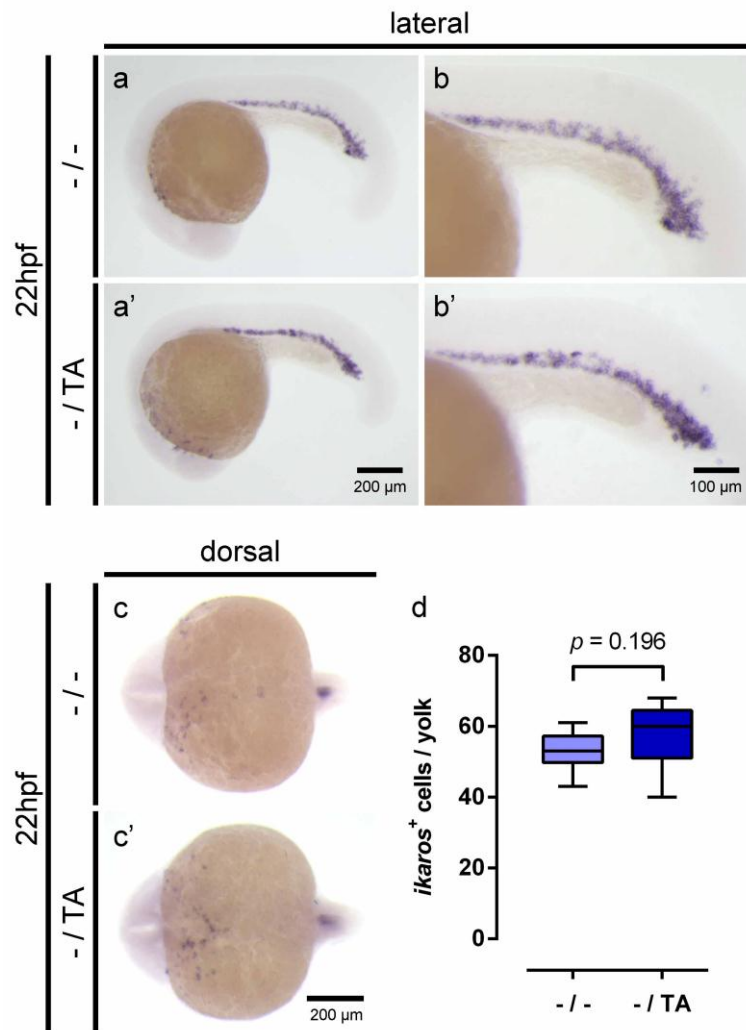 lateral
22hpf
- / -
- / TA
a
b
a’
b’
200 µm
100 µm
dorsal
22hpf
- / -
- / TA
c
c’
200 µm
d
p = 0.196
ikaros⁺ cells / yolk
80
60
40
20
0
- / -
- / TA